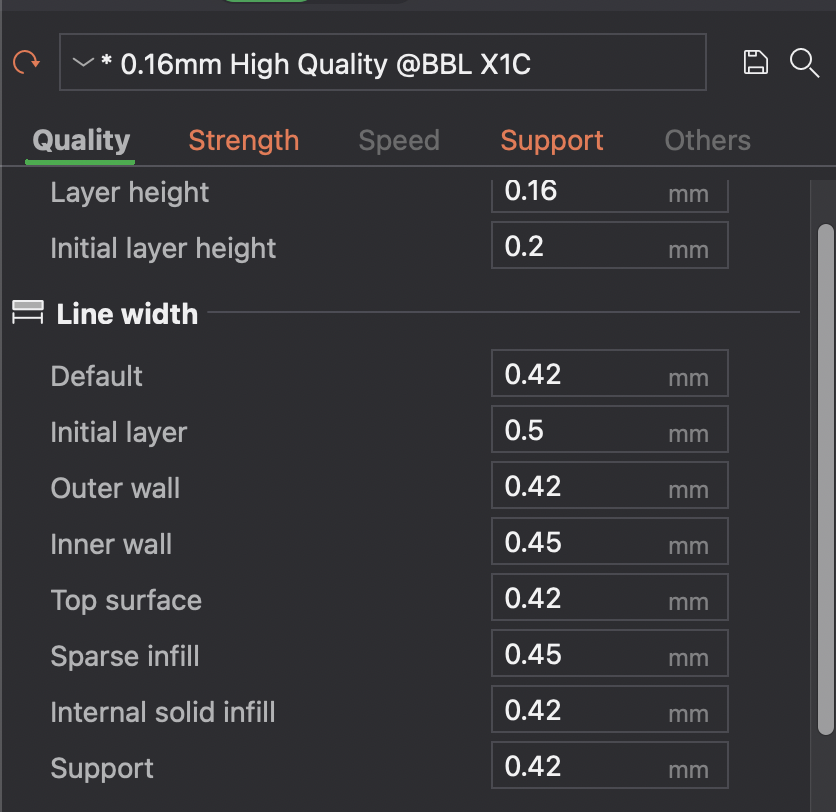 * 0.16mm High Quality @BBL X1C
Quality Strength Speed Support Others
Layer height 0.16 mm
Initial layer height 0.2 mm
Line width
Default 0.42 mm
Initial layer 0.5 mm
Outer wall 0.42 mm
Inner wall 0.45 mm
Top surface 0.42 mm
Sparse infill 0.45 mm
Internal solid infill 0.42 mm
Support 0.42 mm